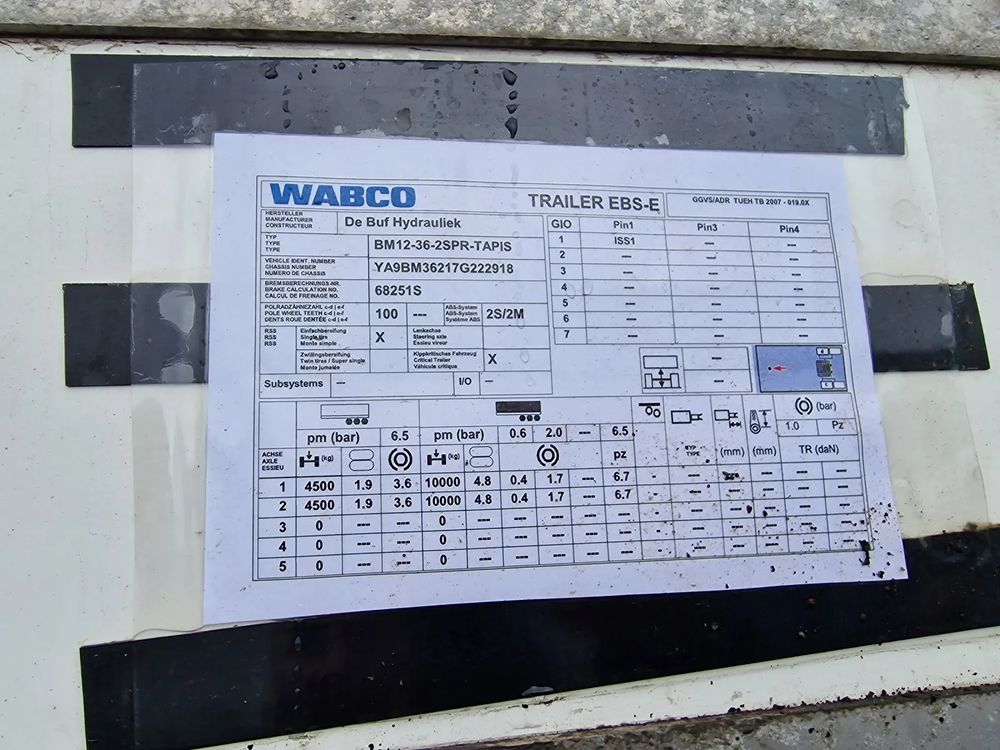 WABCO TRAILER EBS-E GGVS/ADR TUEH TB 2007 - 019.0X
HERSTELLER
MANUFACTURER
CONSTRUCTEUR
De Buf Hydrauliek
TYP
TYPE
TYPE
BM12-36-2SPR-TAPIS
VEHICLE IDENT. NUMBER
CHASSIS NUMBER
NUMERO DE CHASSIS
YA9BM36217G222918
BREMSBERECHNUNGS-NR.
BRAKE CALCULATION NO.
CALCUL DE FREINAGE NO.
68251S
POLRADZÄHNEZAHL c-d | e-f
POLE WHEEL TEETH c-d | e-f
DENTS ROUE DENTÉE c-d | e-f
100 ---
ABS-System
ABS-System
Système ABS
2S/2M
RSS Einfachbereifung
RSS Single tire
RSS Monte simple
X
Lenkachse
Steering axle
Essieu vireur
Zwillingsbereifung
Twin tires / Super single
Monte jumelée
Kippkritisches Fahrzeug
Critical Trailer
Véhicule critique
X
Subsystems --- I/O ---
GIO Pin1 Pin3 Pin4
1 ISS1 --- ---
2 --- --- ---
3 --- --- ---
4 --- --- ---
5 --- --- ---
6 --- --- ---
7 --- --- ---
---
---
pm (bar) 6.5 pm (bar) 0.6 2.0 --- 6.5 (bar)
1.0 Pz
ACHSE
AXLE
ESSIEU
(kg) (kg) pz TYP
TYPE
(mm) (mm) TR (daN)
1 4500 1.9 3.6 10000 4.8 0.4 1.7 --- 6.7 - --- --- --- --- ---
2 4500 1.9 3.6 10000 4.8 0.4 1.7 --- 6.7 - --- --- --- --- ---
3 0 --- --- 0 --- --- --- --- --- - --- --- --- --- ---
4 0 --- --- 0 --- --- --- --- --- - --- --- --- --- ---
5 0 --- --- 0 --- --- --- --- --- - --- --- --- --- ---